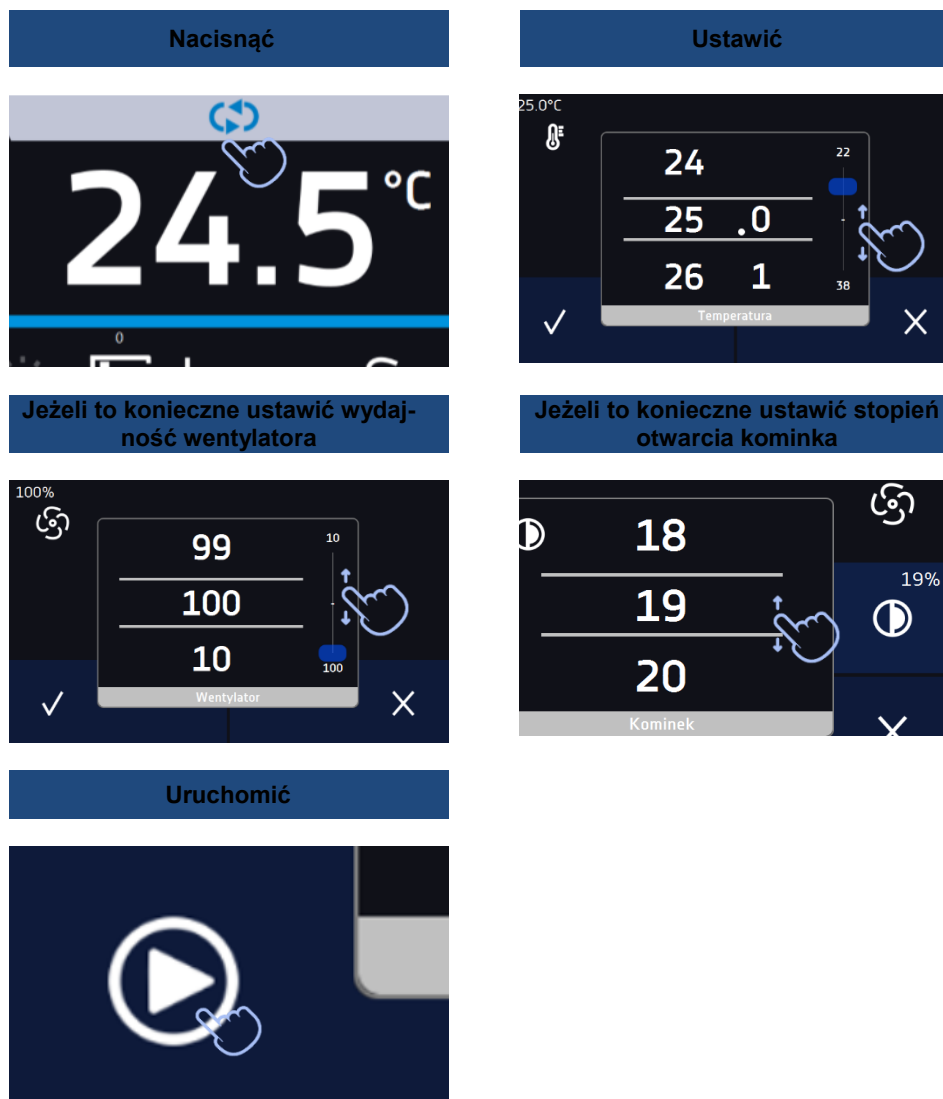 Nacisnąć
Ustawić
24.5°C
0
25.0°C
24
22
25 .0
26 1
38
Temperatura
Jeżeli to konieczne ustawić wydaj-
ność wentylatora
Jeżeli to konieczne ustawić stopień
otwarcia kominka
100%
99
10
100
10
100
Wentylator
18
19%
19
20
Kominek
Uruchomić